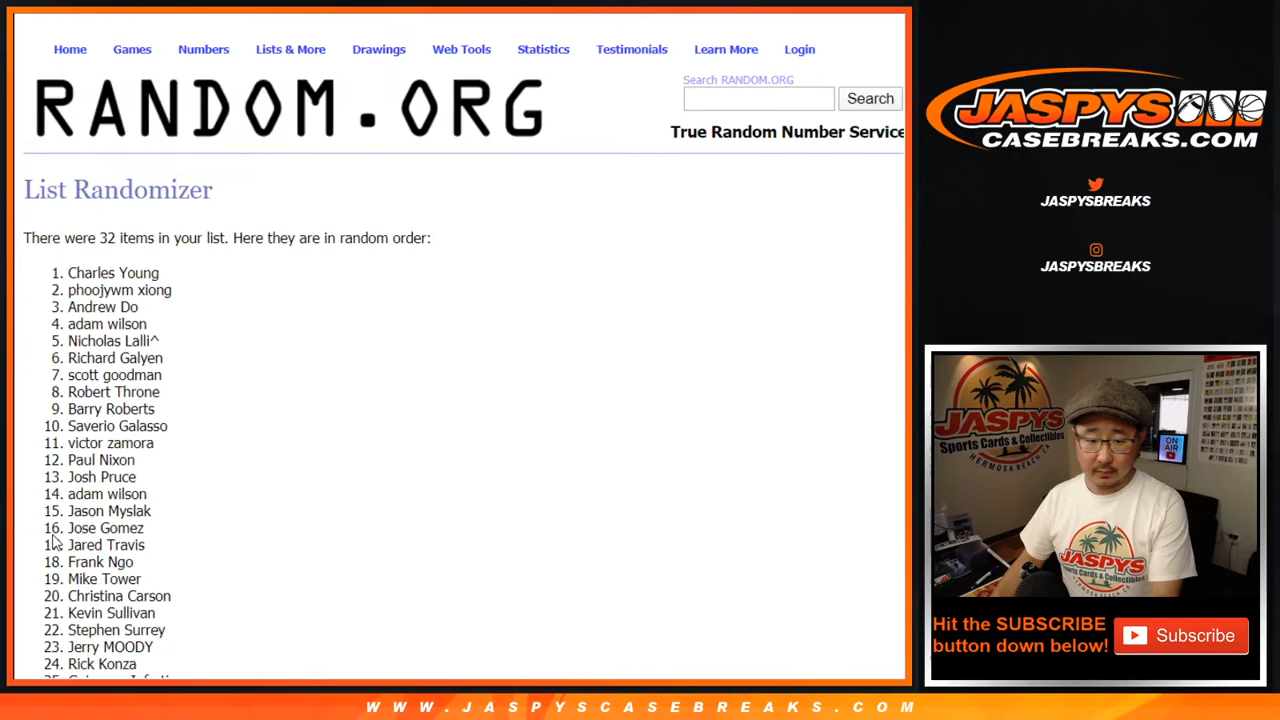 Home Games Numbers Lists & More Drawings Web Tools Statistics Testimonials Learn More Login
RANDOM.ORG
Search RANDOM.ORG
Search
True Random Number Service
List Randomizer
There were 32 items in your list. Here they are in random order:
1. Charles Young
2. phoojywm xiong
3. Andrew Do
4. adam wilson
5. Nicholas Lalli^
6. Richard Galyen
7. scott goodman
8. Robert Throne
9. Barry Roberts
10. Saverio Galasso
11. victor zamora
12. Paul Nixon
13. Josh Pruce
14. adam wilson
15. Jason Myslak
16. Jose Gomez
17. Jared Travis
18. Frank Ngo
19. Mike Tower
20. Christina Carson
21. Kevin Sullivan
22. Stephen Surrey
23. Jerry MOODY
24. Rick Konza
JASPYS
CASEBREAKS.COM
JASPYSBREAKS
JASPYSBREAKS
JASPYS
Sports Cards & Collectibles
HERMOSA BEACH, CA
ON
AIR
JASPYS
Hit the SUBSCRIBE
button down below!
Subscribe
WWW.JASPYSCASEBREAKS.COM